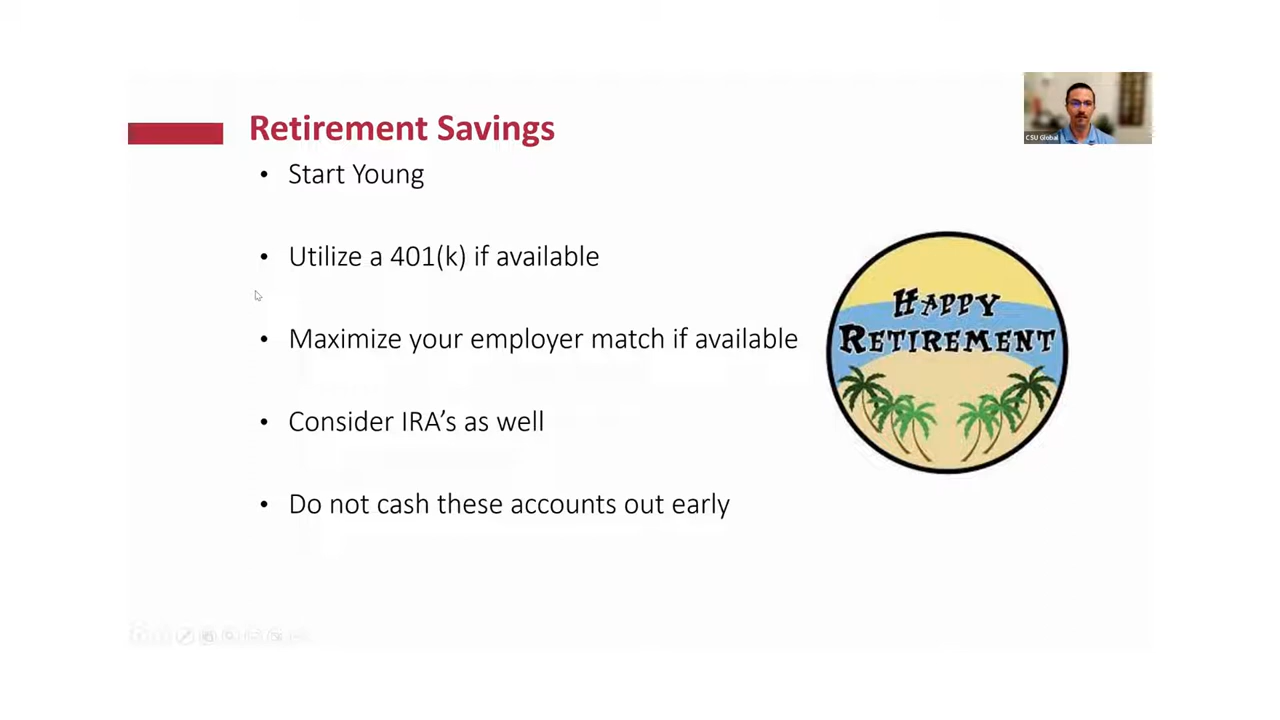 Retirement Savings
• Start Young
• Utilize a 401(k) if available
• Maximize your employer match if available
• Consider IRA's as well
• Do not cash these accounts out early
HAPPY
RETIREMENT
CSU Global